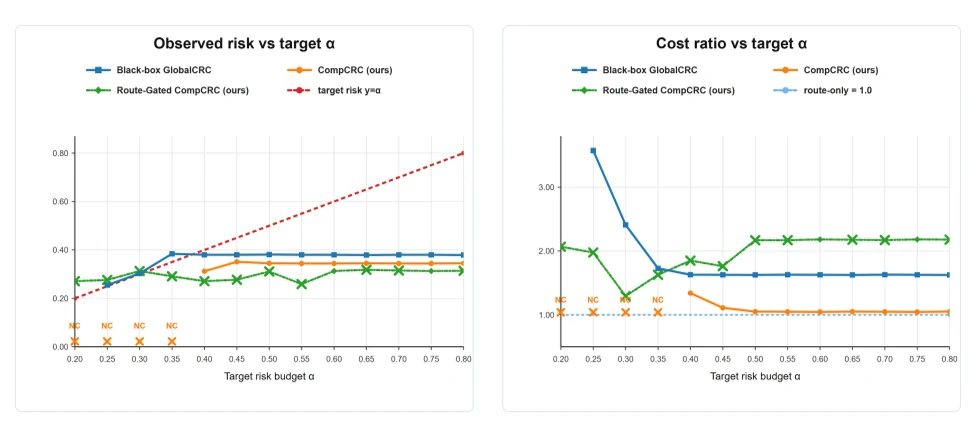 Observed risk vs target α
Black-box GlobalCRC
CompCRC (ours)
Route-Gated CompCRC (ours)
target risk y=α
0.80
0.60
0.40
0.20
0.00
NC NC NC NC
0.20 0.25 0.30 0.35 0.40 0.45 0.50 0.55 0.60 0.65 0.70 0.75 0.80
Target risk budget α
Cost ratio vs target α
Black-box GlobalCRC
CompCRC (ours)
Route-Gated CompCRC (ours)
route-only = 1.0
3.00
2.00
1.00
NC NC NC NC
0.20 0.25 0.30 0.35 0.40 0.45 0.50 0.55 0.60 0.65 0.70 0.75 0.80
Target risk budget α